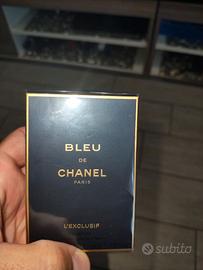 BLEU
DE
CHANEL
PARIS
L'EXCLUSIF
subito